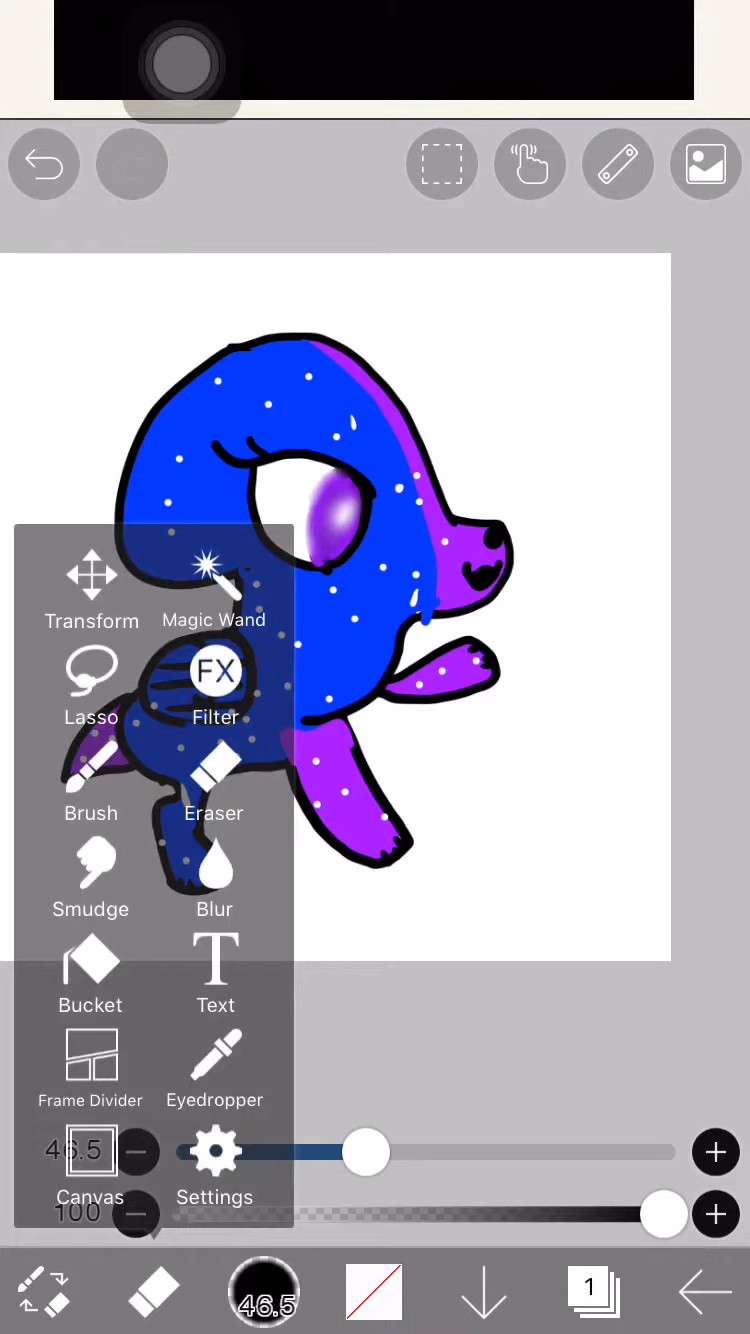 Transform Magic Wand
Lasso FX Filter
Brush Eraser
Smudge Blur
Bucket T Text
Frame Divider Eyedropper
46.5
Canvas Settings
100
46.5 1